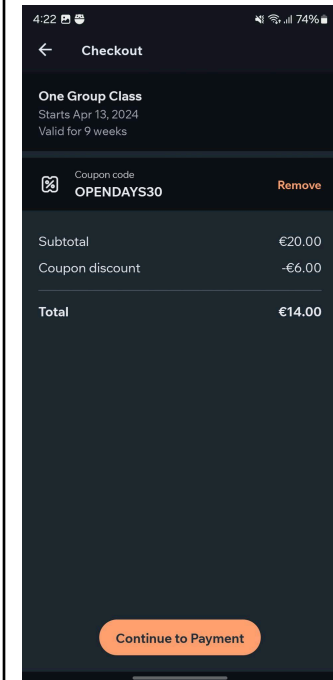 4:22 74%
Checkout
One Group Class
Starts Apr 13, 2024
Valid for 9 weeks
Coupon code
OPENDAYS30 Remove
Subtotal €20.00
Coupon discount -€6.00
Total €14.00
Continue to Payment